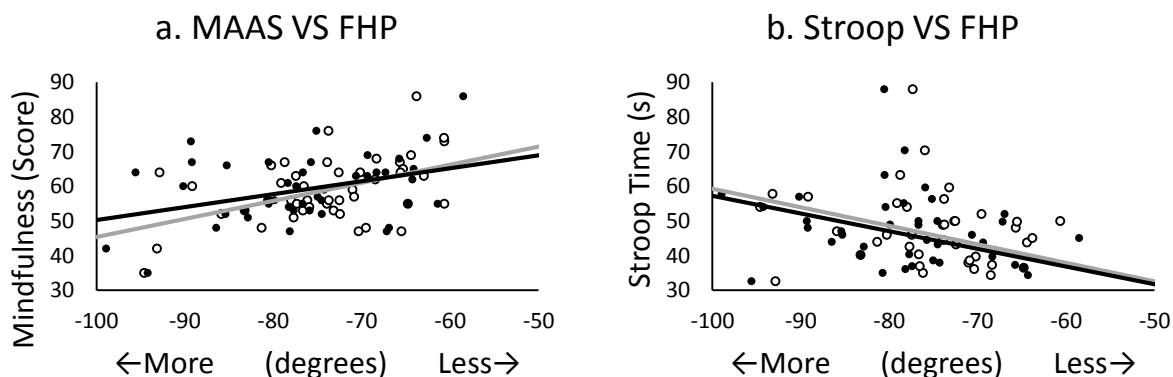 a. MAAS VS FHP
Mindfulness (Score)
90
80
70
60
50
40
30
-100 -90 -80 -70 -60 -50
←More (degrees) Less→
b. Stroop VS FHP
Stroop Time (s)
90
80
70
60
50
40
30
-100 -90 -80 -70 -60 -50
←More (degrees) Less→